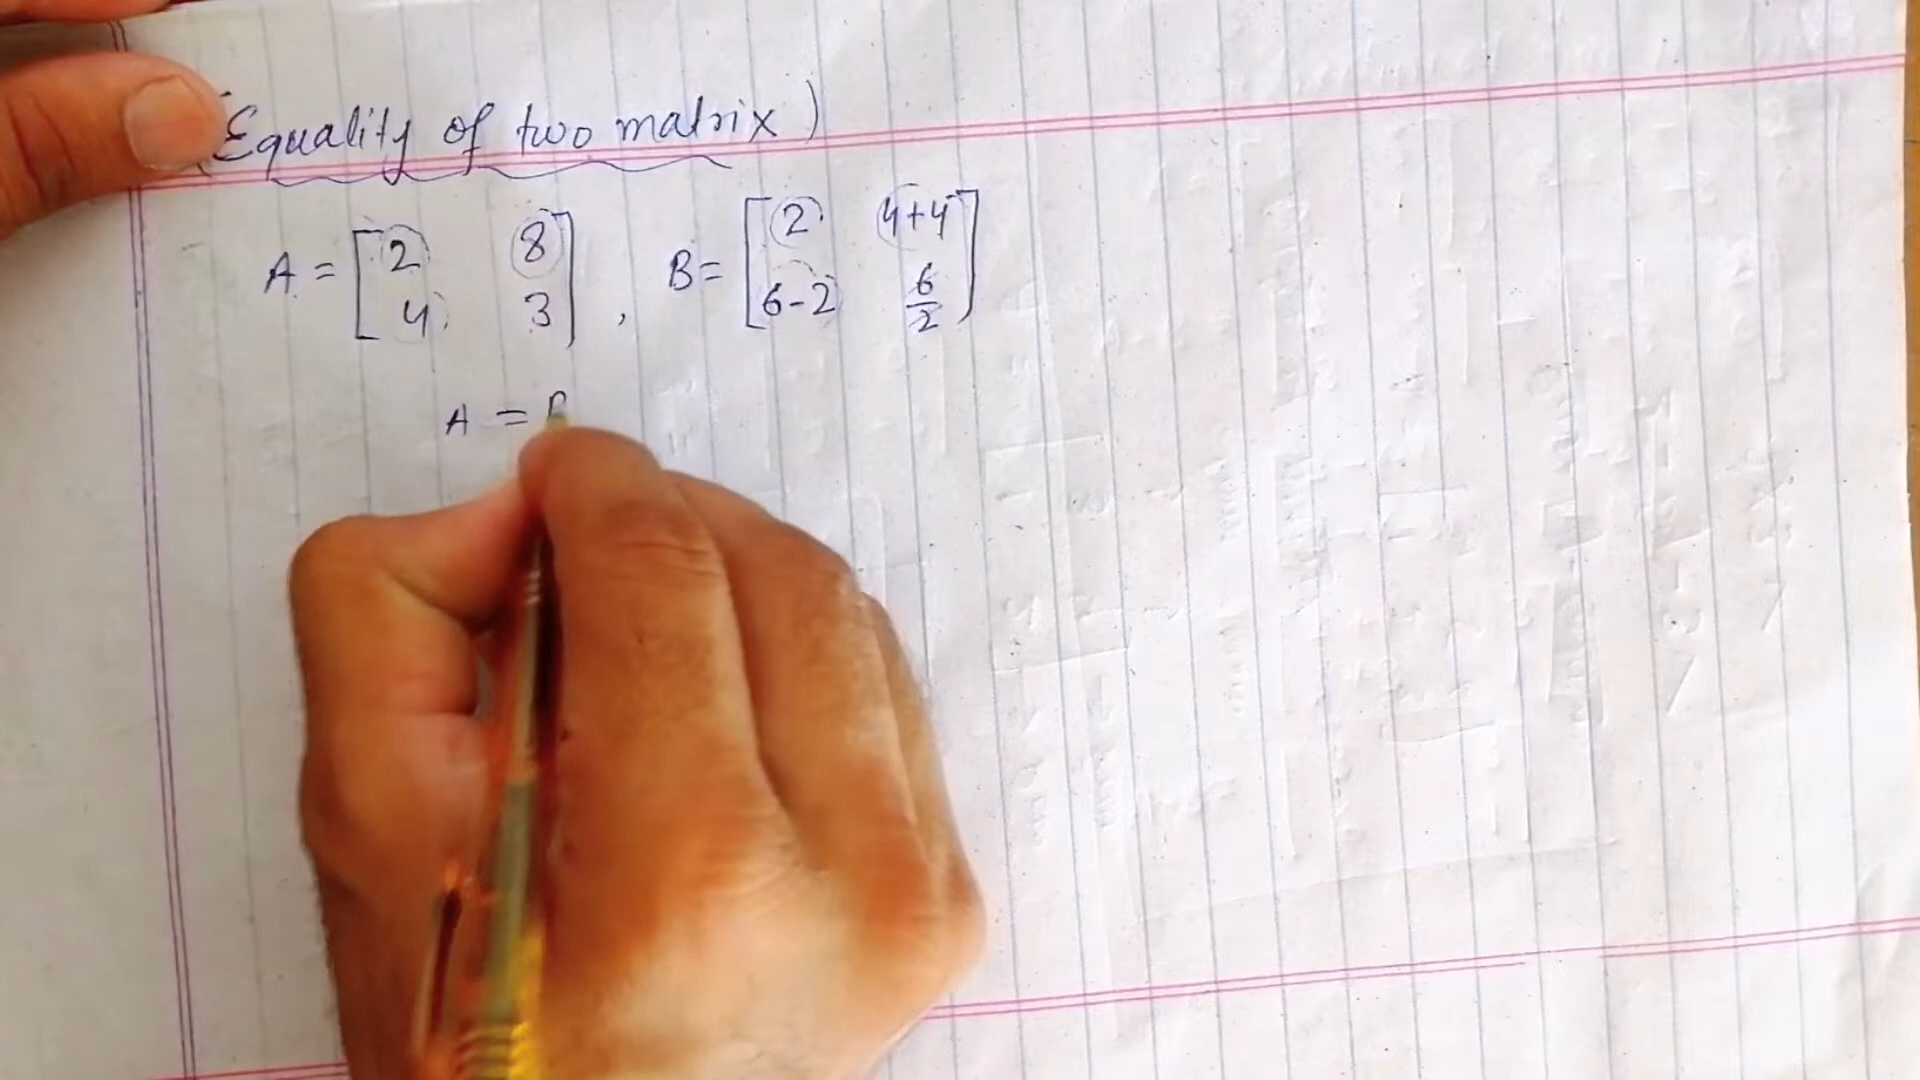 (Equality of two matrix)
A = [2 8
4 3], B = [2 4+4
6-2 6/2]
A =